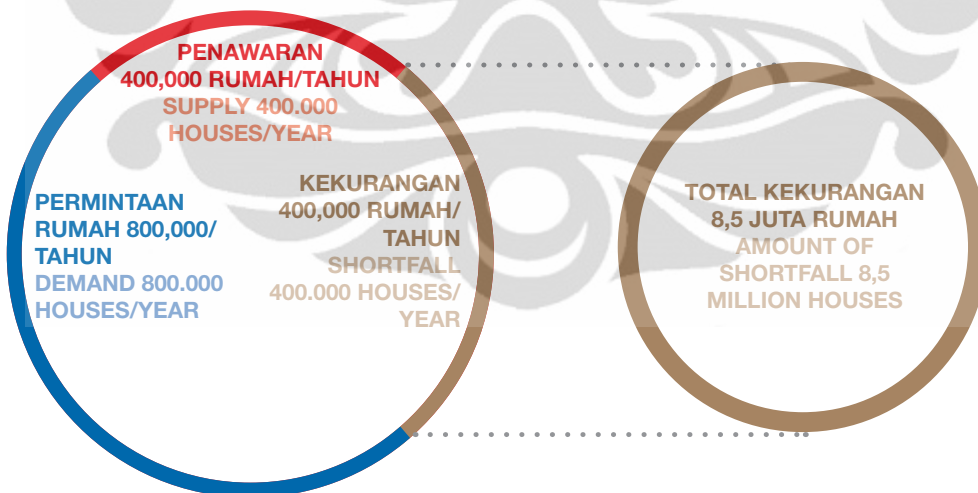 PENAWARAN
400,000 RUMAH/TAHUN
SUPPLY 400.000
HOUSES/YEAR
PERMINTAAN
RUMAH 800,000/
TAHUN
DEMAND 800.000
HOUSES/YEAR
KEKURANGAN
400,000 RUMAH/
TAHUN
SHORTFALL
400.000 HOUSES/
YEAR
TOTAL KEKURANGAN
8,5 JUTA RUMAH
AMOUNT OF
SHORTFALL 8,5
MILLION HOUSES